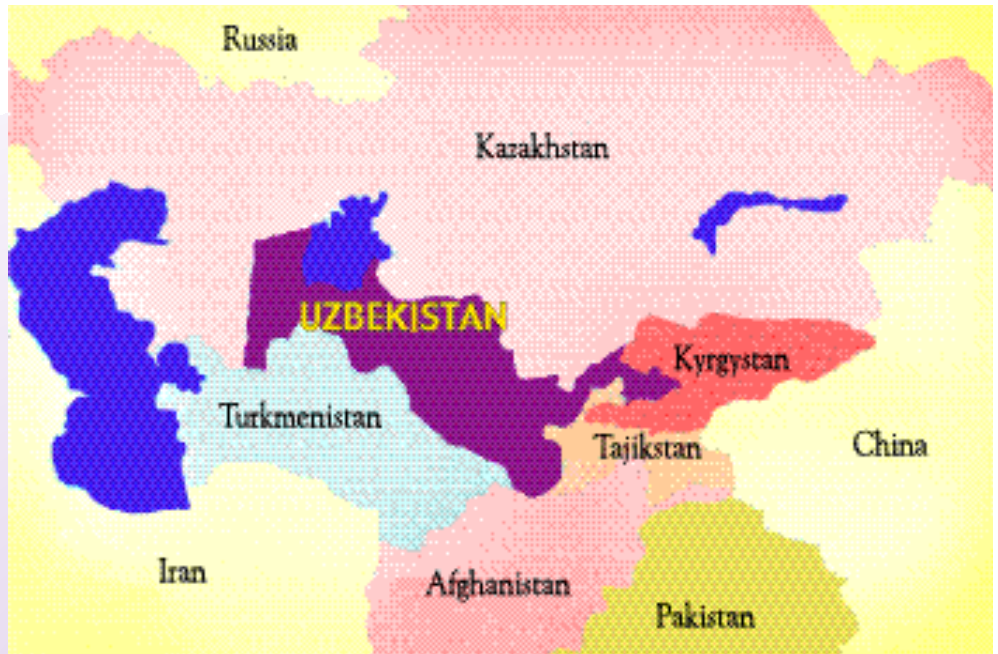 Russia
Kazakhstan
UZBEKISTAN
Kyrgystan
Turkmenistan
Tajikstan
China
Iran
Afghanistan
Pakistan